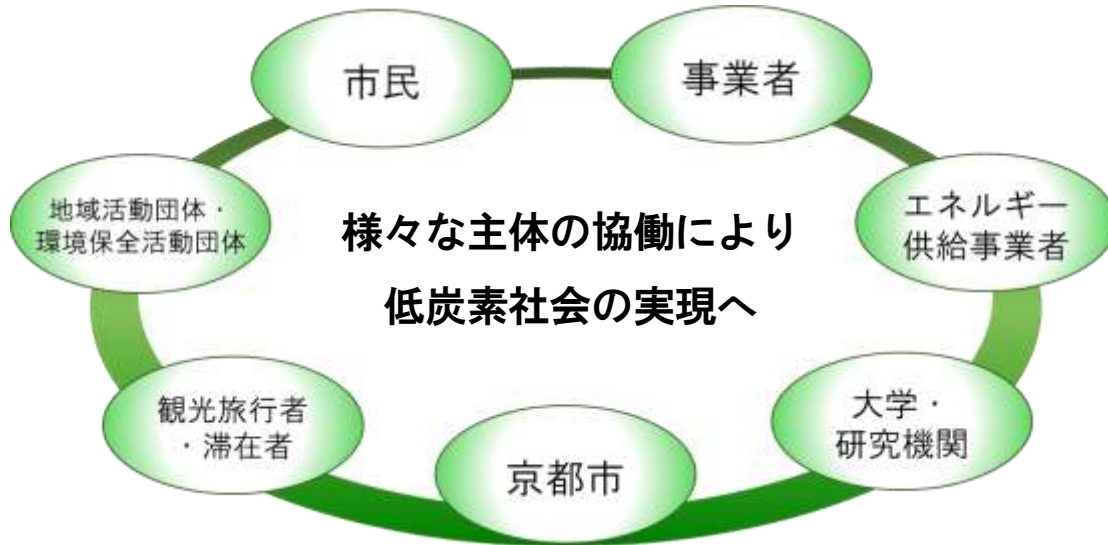 市民
事業者
地域活動団体・
環境保全活動団体
様々な主体の協働により
低炭素社会の実現へ
エネルギー
供給事業者
観光旅行者
・滞在者
京都市
大学・
研究機関